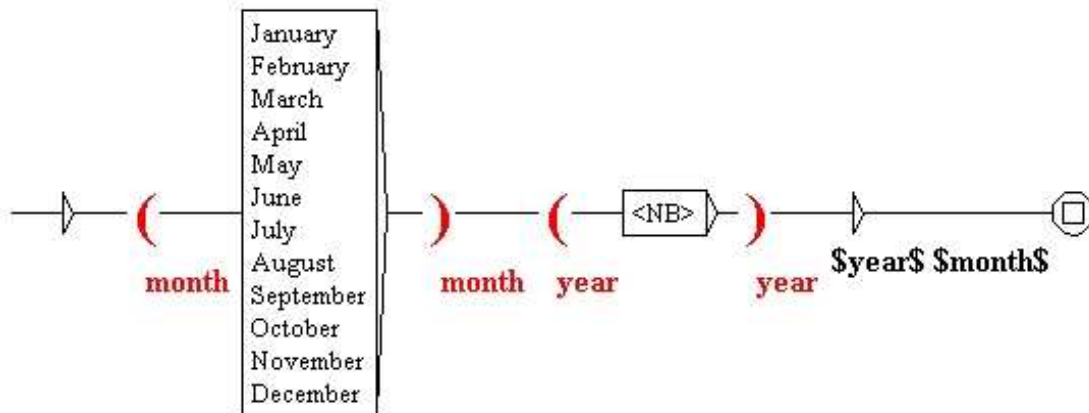 January
February
March
April
May
June
July
August
September
October
November
December
( ) ( <NB> )
month month year year $year$ $month$